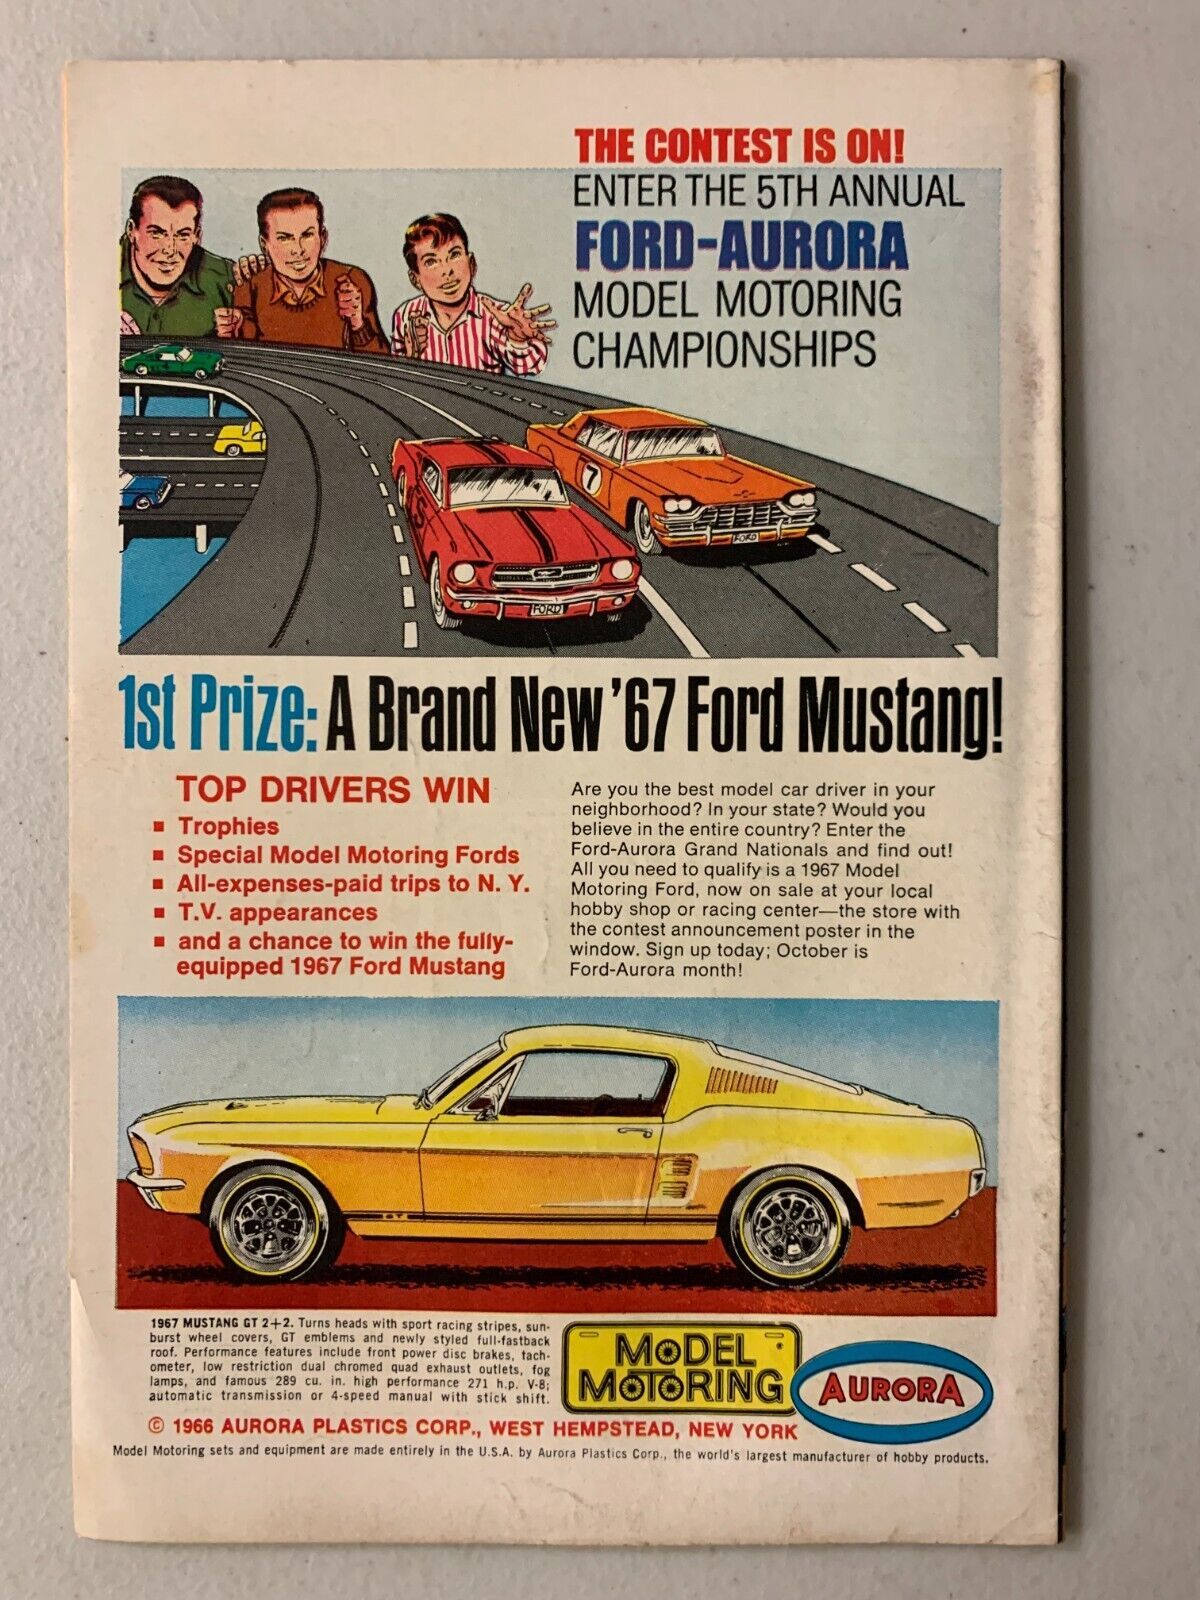 THE CONTEST IS ON!
ENTER THE 5TH ANNUAL
FORD-AURORA
MODEL MOTORING
CHAMPIONSHIPS
7
FORD
FORD
1st Prize: A Brand New '67 Ford Mustang!
TOP DRIVERS WIN
▪ Trophies
▪ Special Model Motoring Fords
▪ All-expenses-paid trips to N. Y.
▪ T.V. appearances
▪ and a chance to win the fully-
equipped 1967 Ford Mustang
Are you the best model car driver in your
neighborhood? In your state? Would you
believe in the entire country? Enter the
Ford-Aurora Grand Nationals and find out!
All you need to qualify is a 1967 Model
Motoring Ford, now on sale at your local
hobby shop or racing center—the store with
the contest announcement poster in the
window. Sign up today; October is
Ford-Aurora month!
1967 MUSTANG GT 2+2. Turns heads with sport racing stripes, sun-
burst wheel covers, GT emblems and newly styled full-fastback
roof. Performance features include front power disc brakes, tach-
ometer, low restriction dual chromed quad exhaust outlets, fog
lamps, and famous 289 cu. in. high performance 271 h.p. V-8;
automatic transmission or 4-speed manual with stick shift.
MODEL
MOTORING
AURORA
© 1966 AURORA PLASTICS CORP., WEST HEMPSTEAD, NEW YORK
Model Motoring sets and equipment are made entirely in the U.S.A. by Aurora Plastics Corp., the world's largest manufacturer of hobby products.